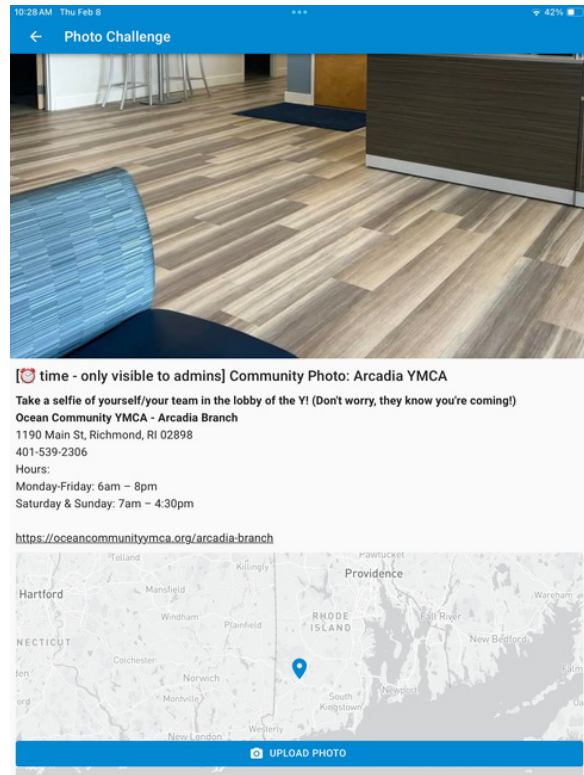 10:28 AM Thu Feb 8
42%
Photo Challenge
[⏰ time - only visible to admins] Community Photo: Arcadia YMCA
Take a selfie of yourself/your team in the lobby of the Y! (Don't worry, they know you're coming!)
Ocean Community YMCA - Arcadia Branch
1190 Main St, Richmond, RI 02898
401-539-2306
Hours:
Monday-Friday: 6am – 8pm
Saturday & Sunday: 7am – 4:30pm
https://oceancommunityymca.org/arcadia-branch
Tolland
Killingly
Pawtucket
Providence
Hartford
Mansfield
Wareham
Windham
Plainfield
RHODE
ISLAND
Fall River
New Bedford
NECTICUT
Colchester
Norwich
Montville
South
Kingstown
Newport
Westerly
New London
UPLOAD PHOTO